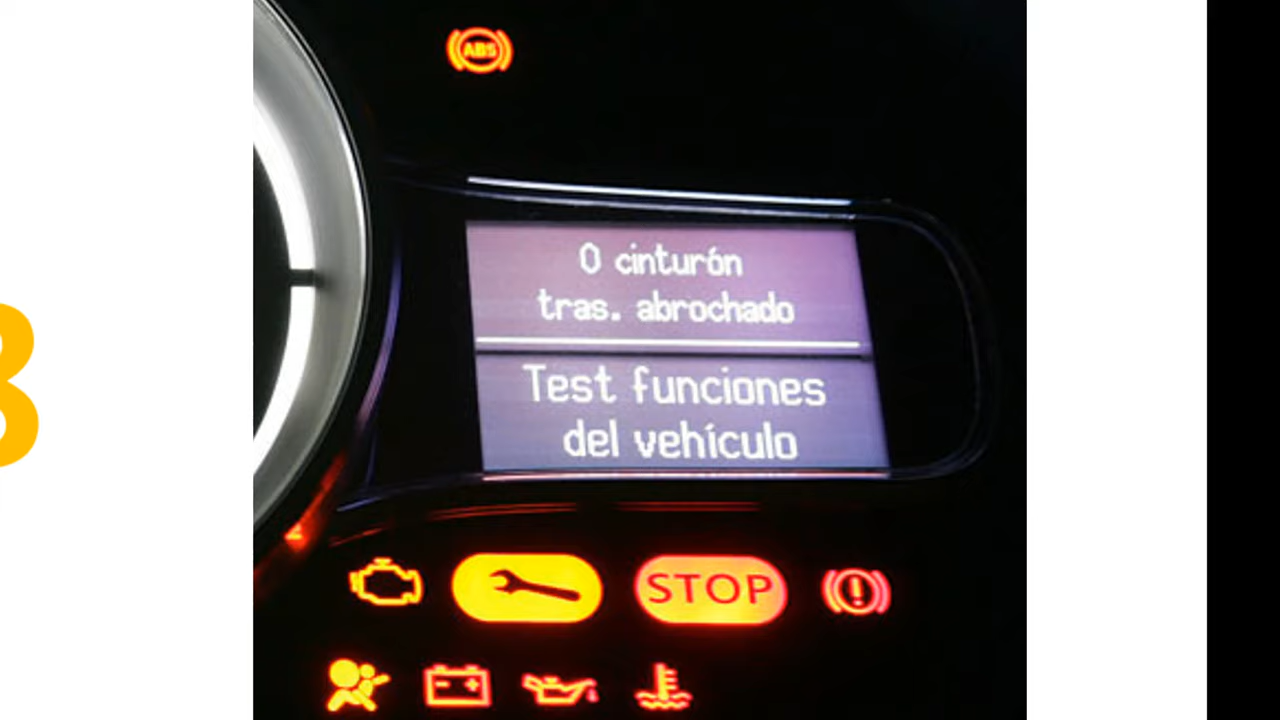 ABS
0 cinturón
tras. abrochado
Test funciones
del vehículo
STOP